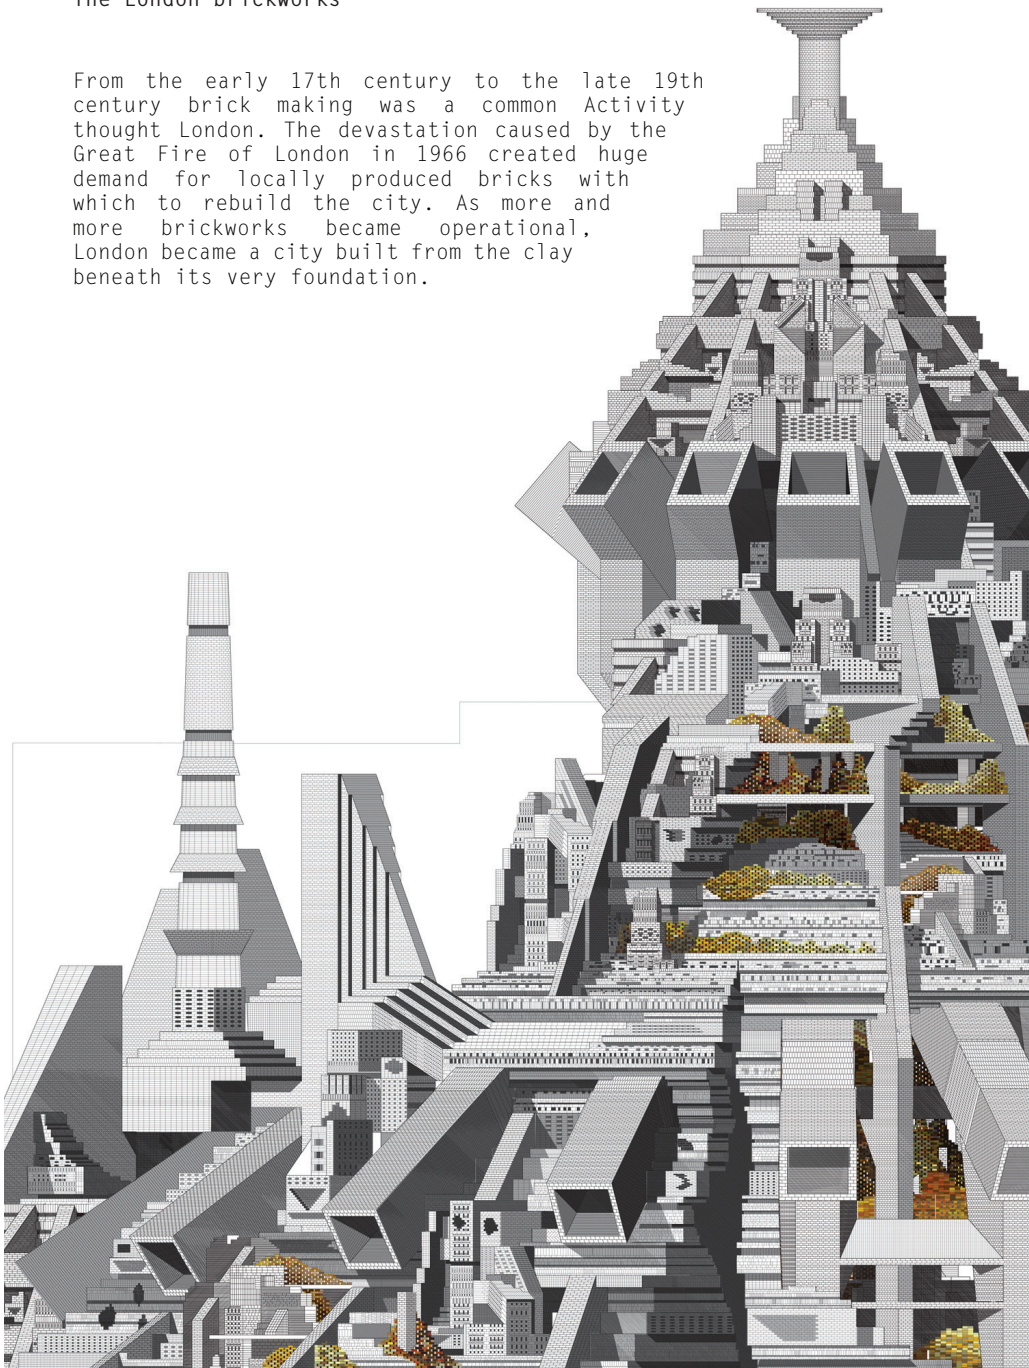 The London brickworks
From the early 17th century to the late 19th
century brick making was a common Activity
thought London. The devastation caused by the
Great Fire of London in 1966 created huge
demand for locally produced bricks with
which to rebuild the city. As more and
more brickworks became operational,
London became a city built from the clay
beneath its very foundation.